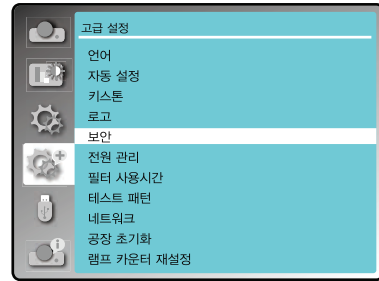 고급 설정
언어
자동 설정
키스톤
로고
보안
전원 관리
필터 사용시간
테스트 패턴
네트워크
공장 초기화
램프 카운터 재설정